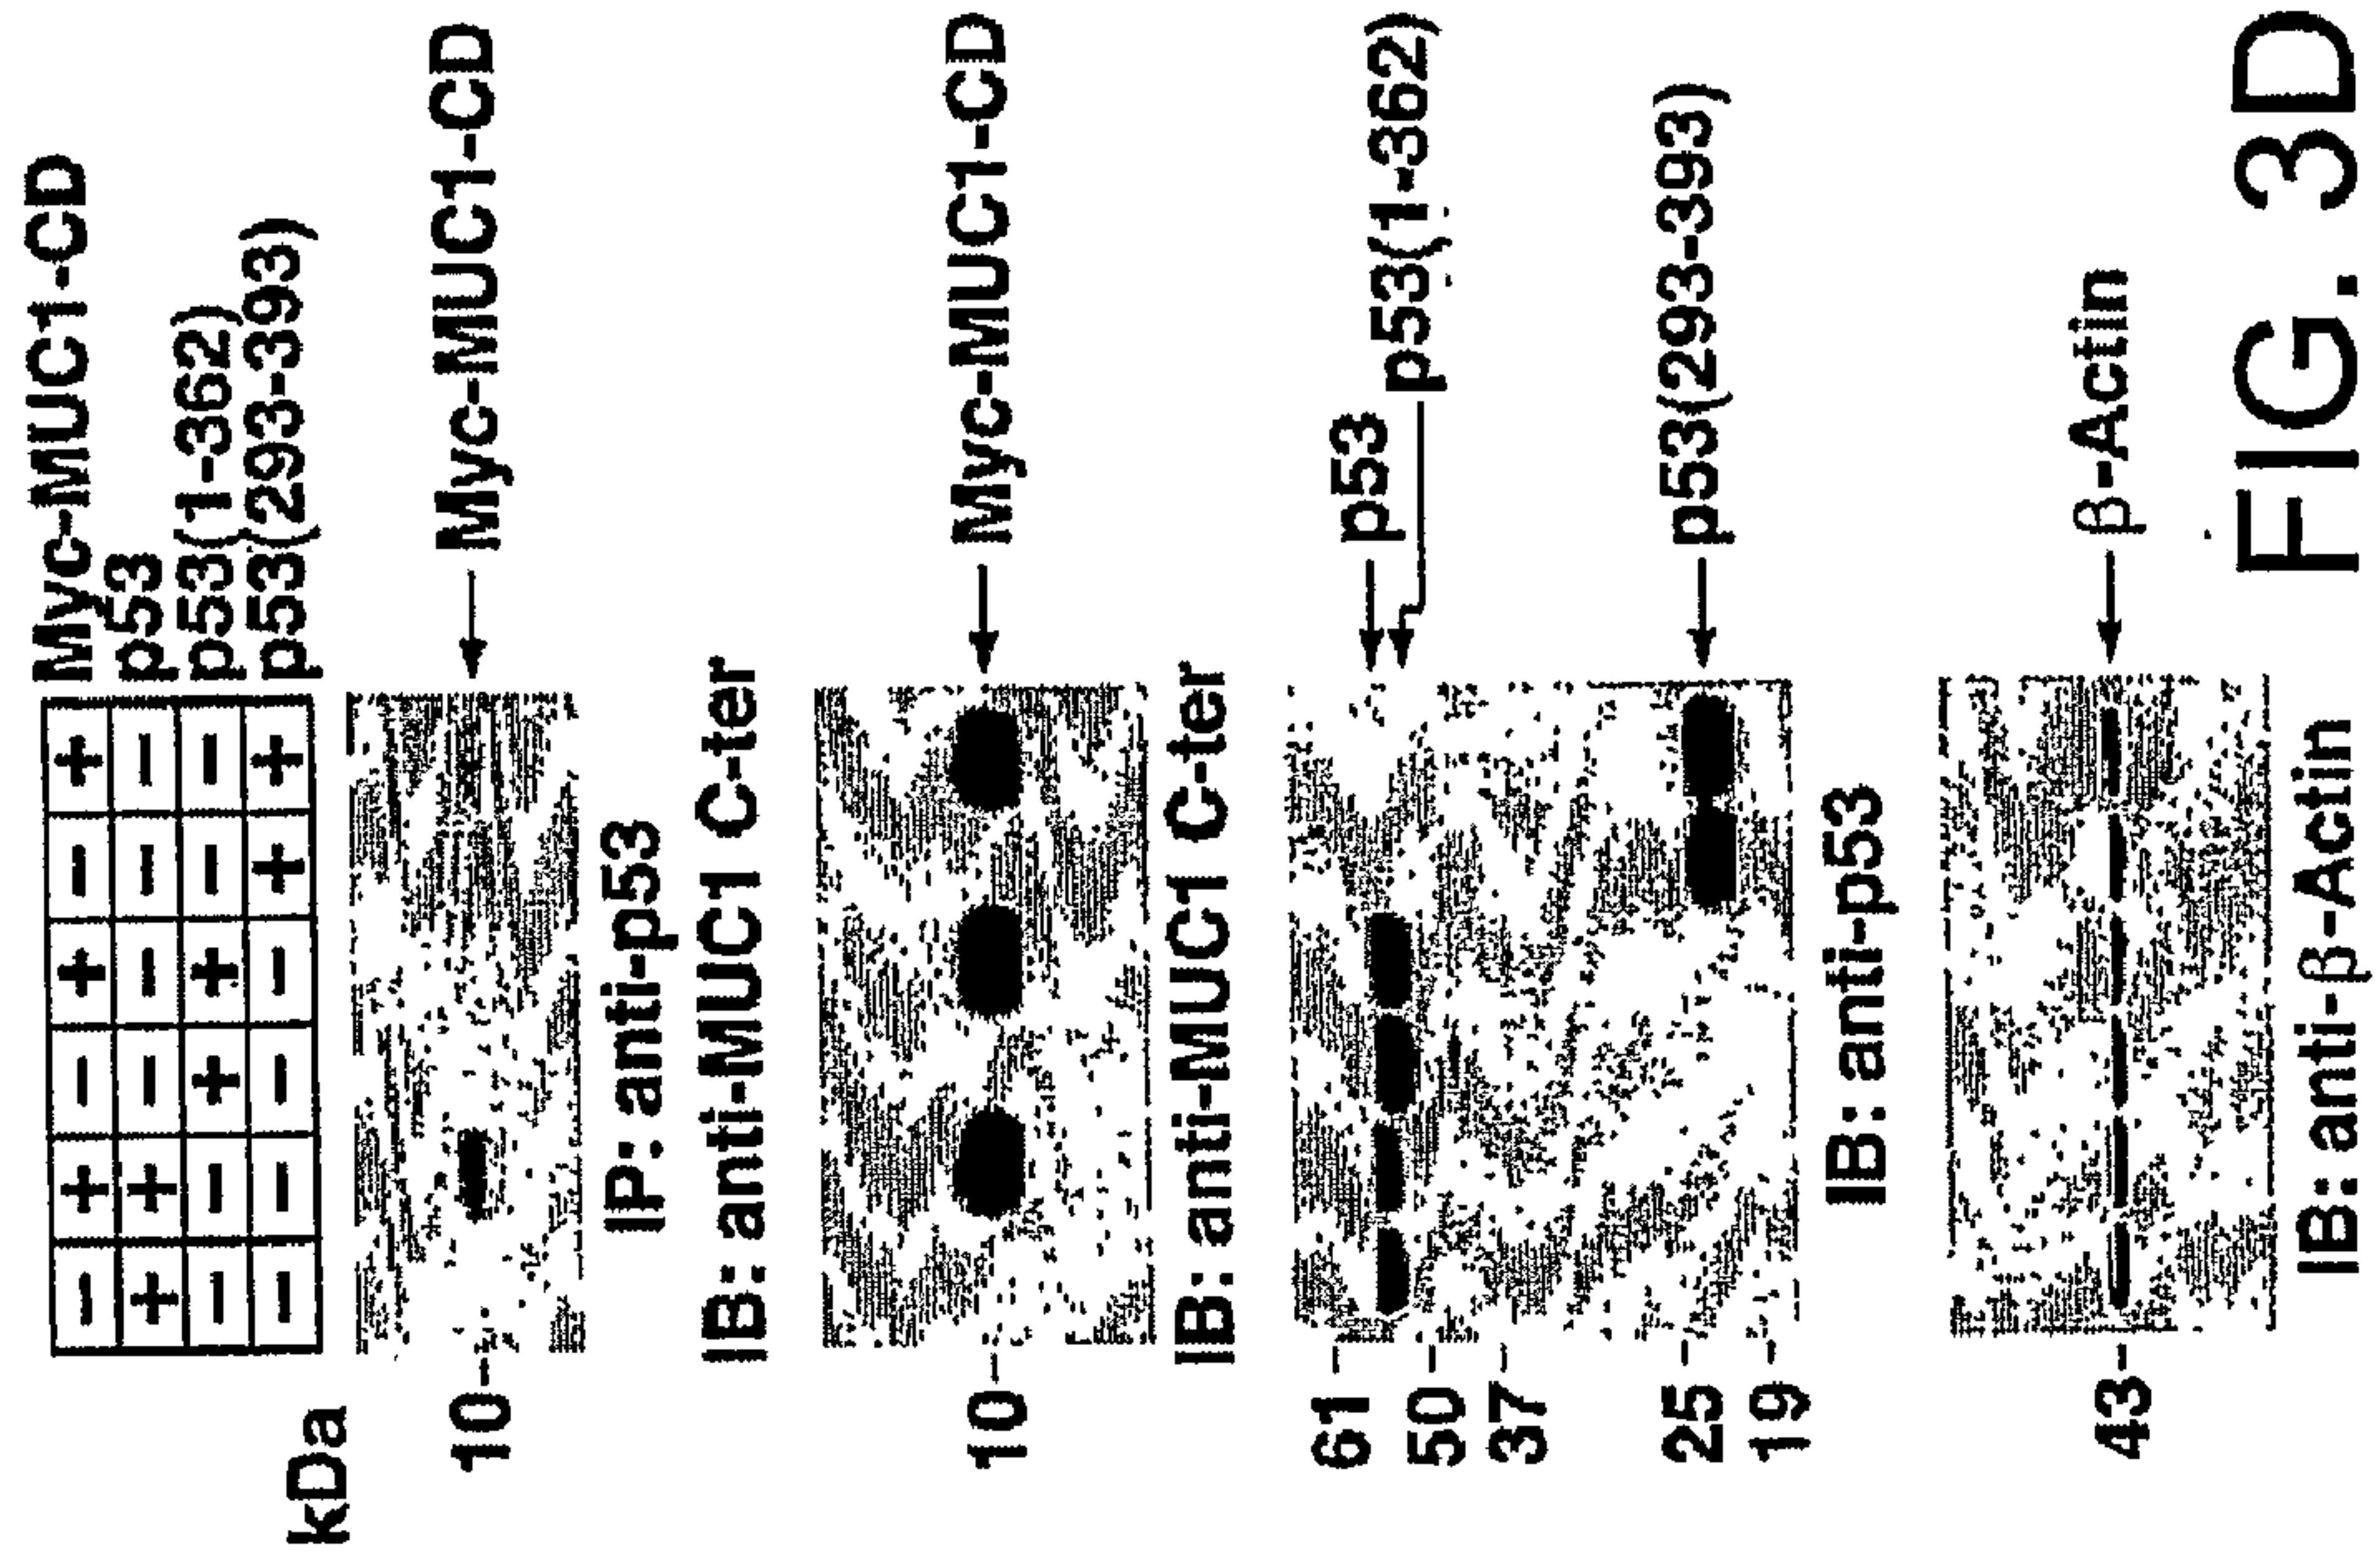 − + − + − + Myc-MUC1-CD
+ + − − − − p53
− − + + − − p53(1-362)
− − − − + + p53(293-393)
kDa
10- Myc-MUC1-CD
IP: anti-p53
IB: anti-MUC1 C-ter
10- Myc-MUC1-CD
IB: anti-MUC1 C-ter
61- p53
p53(1-362)
50-
37-
25- p53(293-393)
19-
IB: anti-p53
43- β-Actin
IB: anti-β-Actin
FIG. 3D